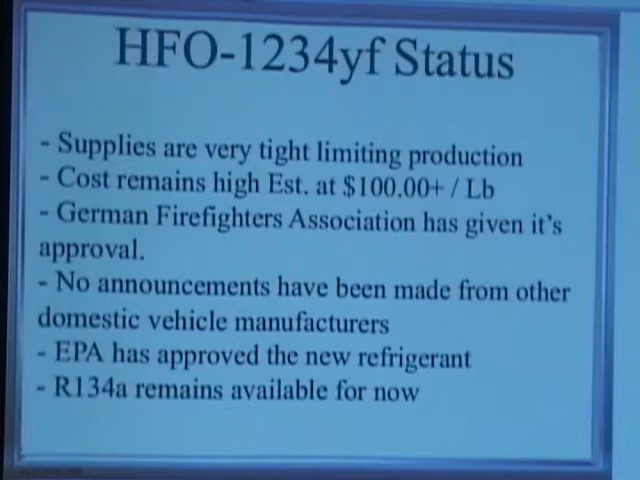 HFO-1234yf Status
- Supplies are very tight limiting production
- Cost remains high Est. at $100.00+ / Lb
- German Firefighters Association has given it's
approval.
- No announcements have been made from other
domestic vehicle manufacturers
- EPA has approved the new refrigerant
- R134a remains available for now